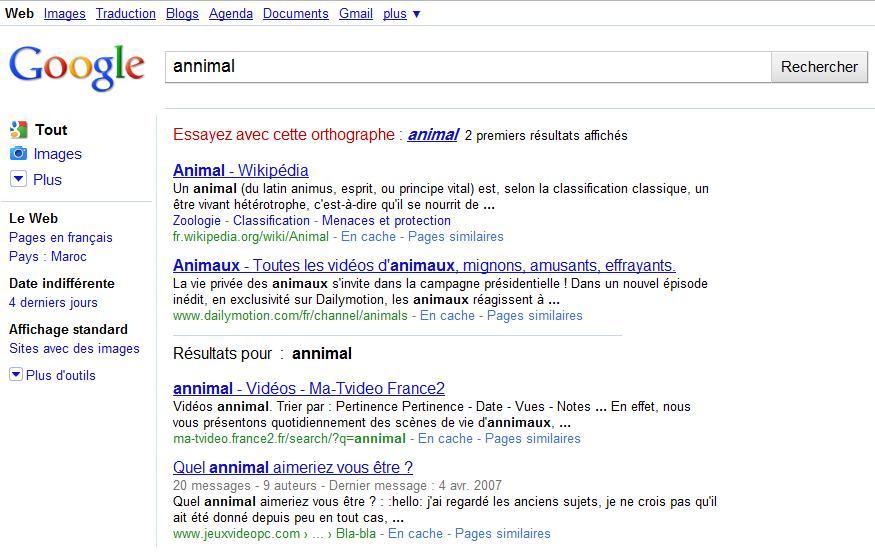 Web Images Traduction Blogs Agenda Documents Gmail plus ▼
Google
annimal
Rechercher
Tout
Images
Plus
Le Web
Pages en français
Pays : Maroc
Date indifférente
4 derniers jours
Affichage standard
Sites avec des images
Plus d'outils
Essayez avec cette orthographe : animal 2 premiers résultats affichés
Animal - Wikipédia
Un animal (du latin animus, esprit, ou principe vital) est, selon la classification classique, un
être vivant hétérotrophe, c'est-à-dire qu'il se nourrit de ...
Zoologie - Classification - Menaces et protection
fr.wikipedia.org/wiki/Animal - En cache - Pages similaires
Animaux - Toutes les vidéos d'animaux, mignons, amusants, effrayants.
La vie privée des animaux s'invite dans la campagne présidentielle ! Dans un nouvel épisode
inédit, en exclusivité sur Dailymotion, les animaux réagissent à ...
www.dailymotion.com/fr/channel/animals - En cache - Pages similaires
Résultats pour : annimal
annimal - Vidéos - Ma-Tvideo France2
Vidéos annimal. Trier par : Pertinence Pertinence - Date - Vues - Notes ... En effet, nous
vous présentons quotidiennement des scènes de vie d'annimaux, ...
ma-tvideo.france2.fr/search/?q=annimal - En cache - Pages similaires
Quel annimal aimeriez vous être ?
20 messages - 9 auteurs - Dernier message : 4 avr. 2007
Quel annimal aimeriez vous être ? : :hello: j'ai regardé les anciens sujets, je ne crois pas qu'il
ait été donné depuis peu en tout cas, ...
www.jeuxvideopc.com › ... › Bla-bla - En cache - Pages similaires